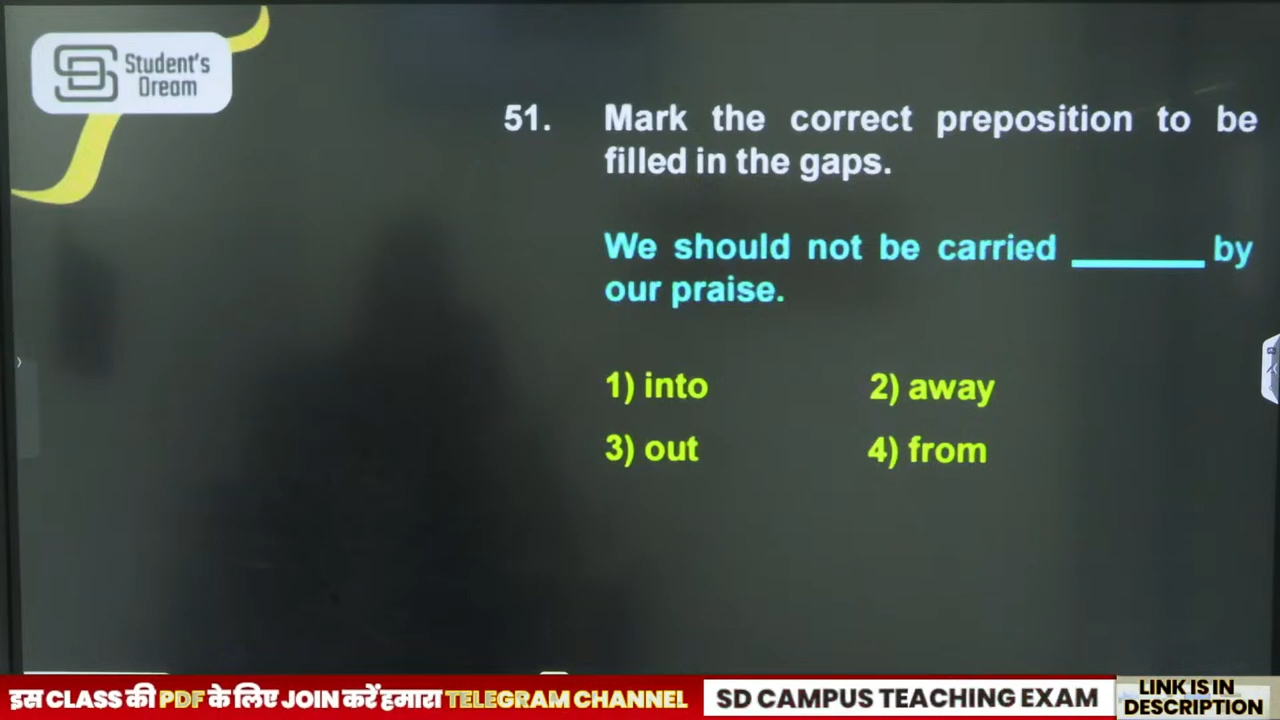 Student's
Dream
51. Mark the correct preposition to be
filled in the gaps.
We should not be carried ______ by
our praise.
1) into 2) away
3) out 4) from
इस CLASS की PDF के लिए JOIN करें हमारा TELEGRAM CHANNEL
SD CAMPUS TEACHING EXAM
LINK IS IN
DESCRIPTION